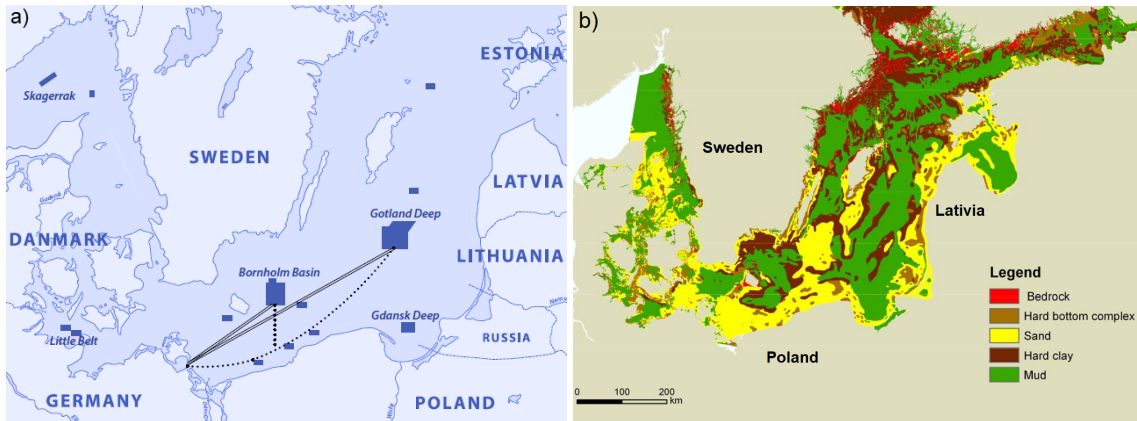 a)
ESTONIA
Skagerrak
SWEDEN
LATVIA
Gotland Deep
DANMARK
LITHUANIA
Bornholm Basin
Gdansk Deep
RUSSIA
Little Belt
GERMANY
POLAND
b)
Sweden
Lativia
Poland
Legend
Bedrock
Hard bottom complex
Sand
Hard clay
Mud
0 100 200
km